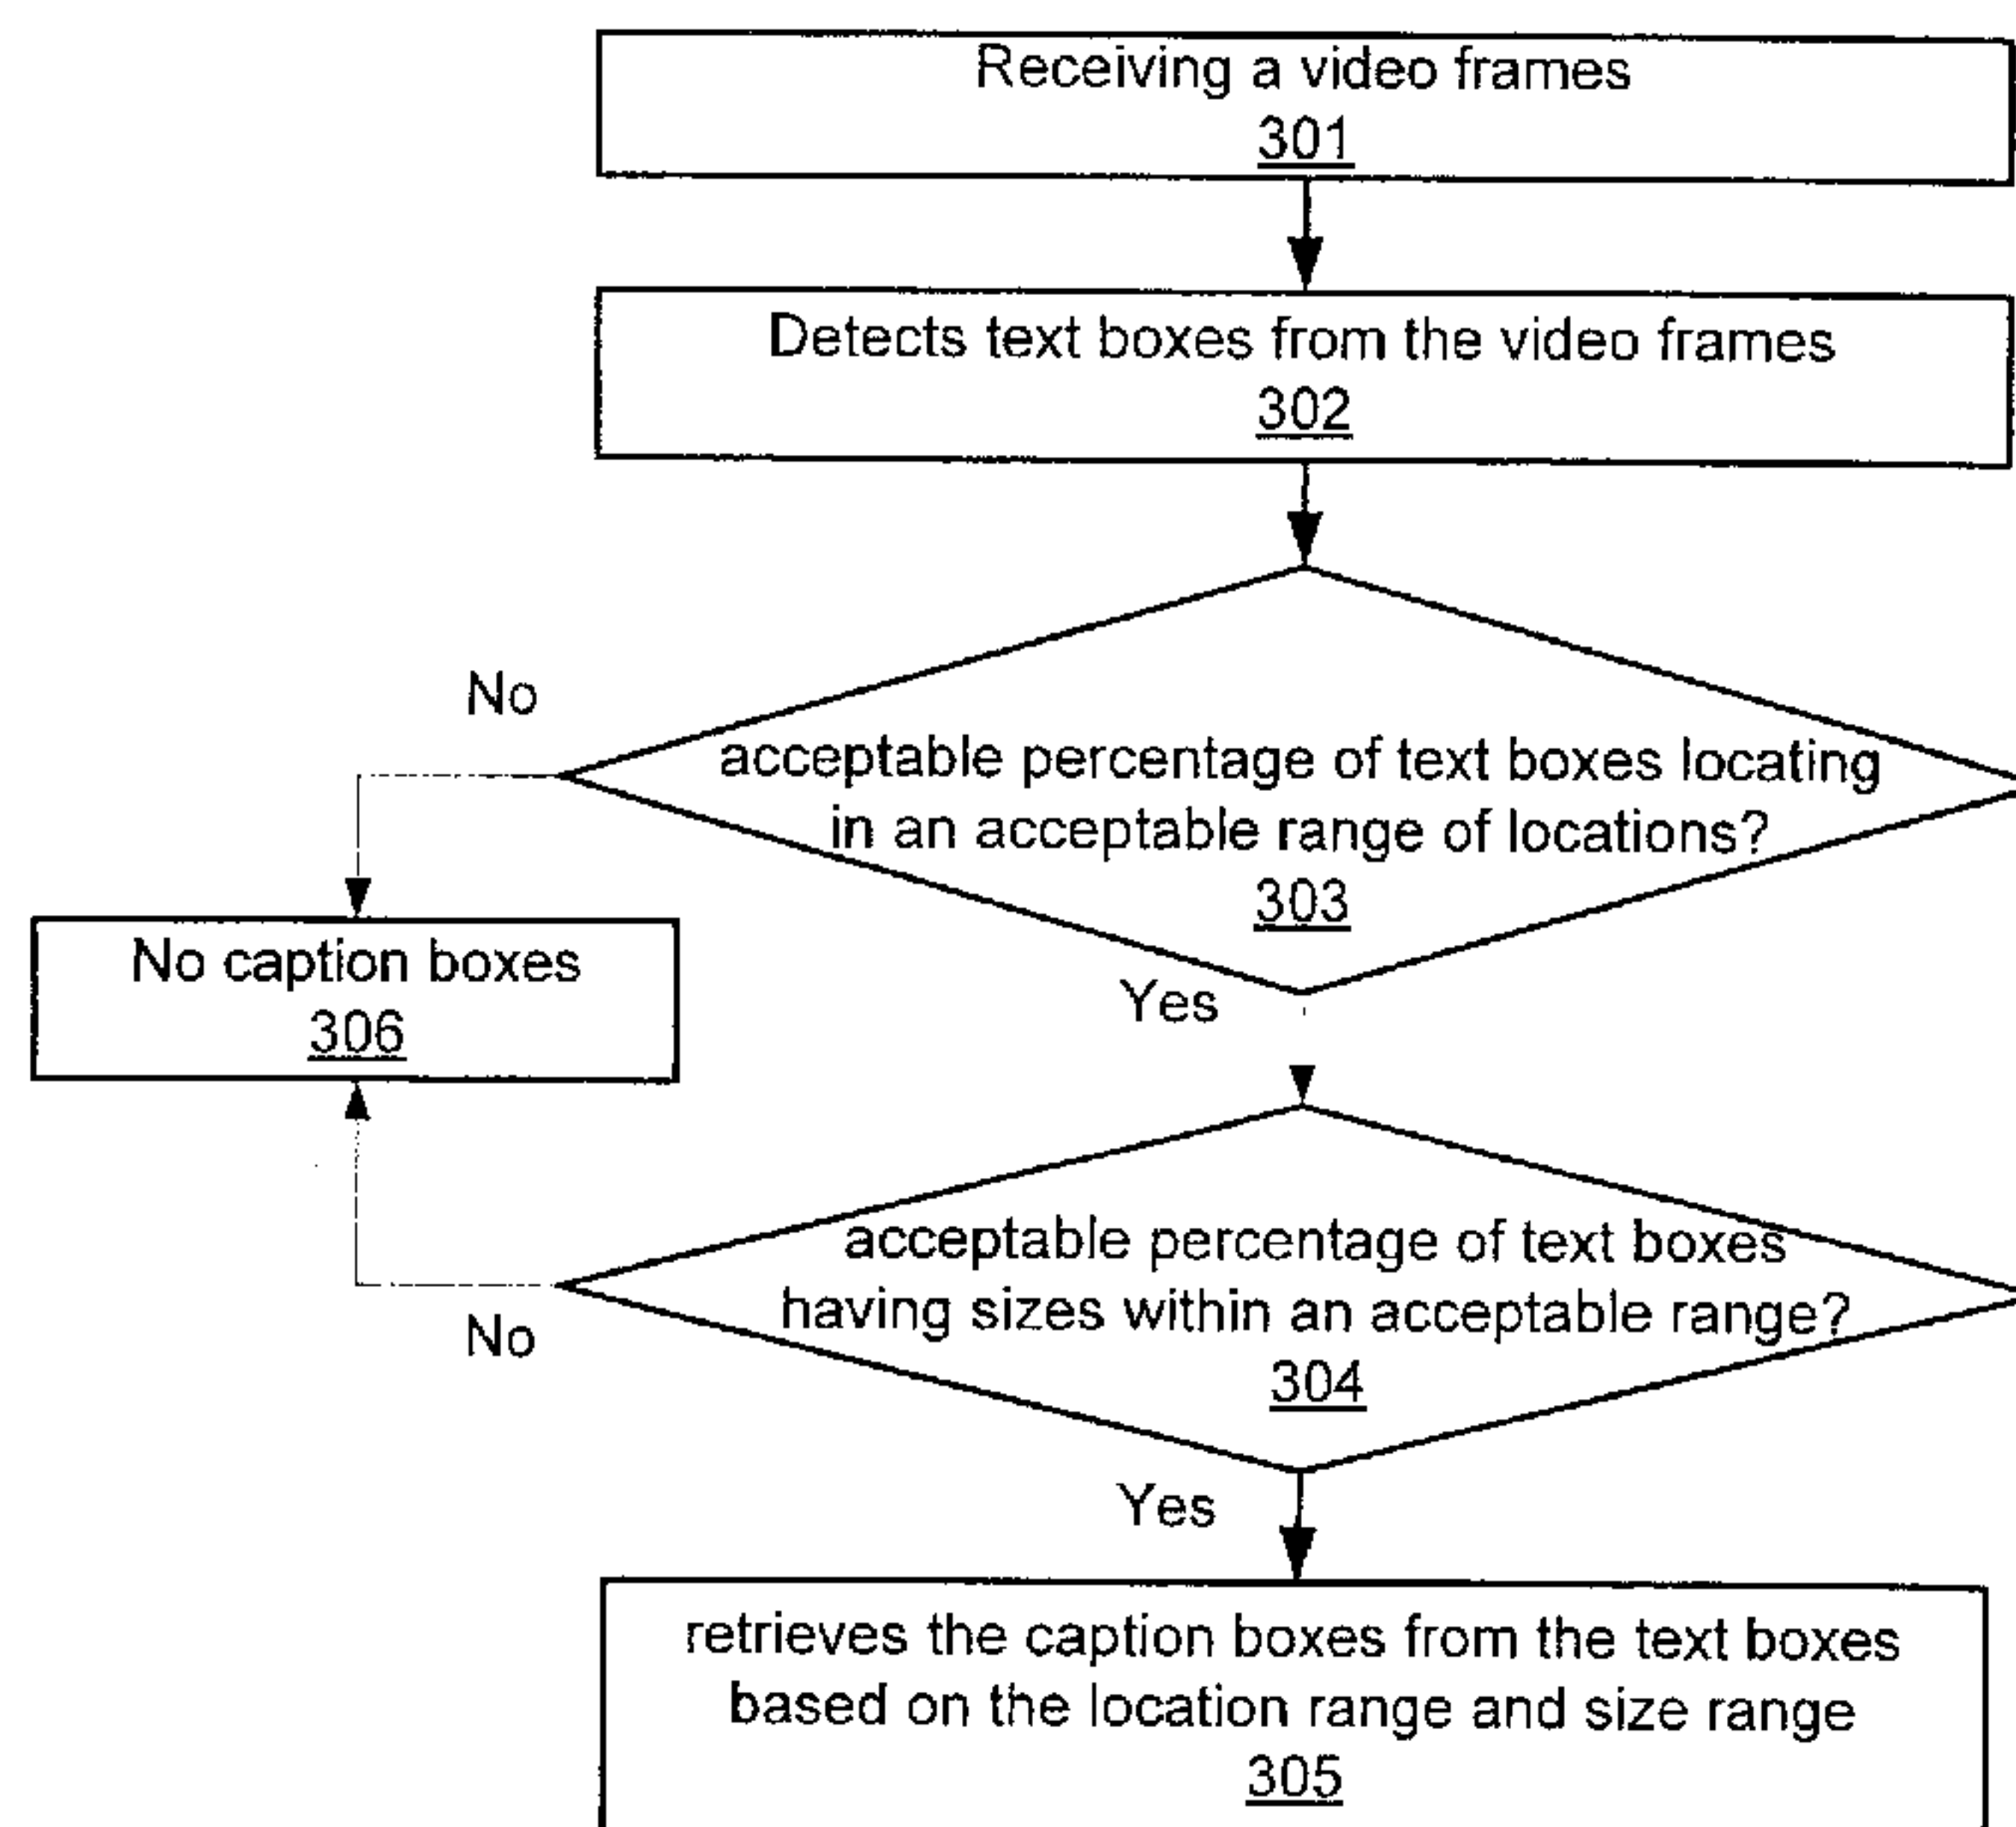 Receiving a video frames
301
Detects text boxes from the video frames
302
No
acceptable percentage of text boxes locating
in an acceptable range of locations?
303
No caption boxes
306
Yes
acceptable percentage of text boxes
having sizes within an acceptable range?
304
No
Yes
retrieves the caption boxes from the text boxes
based on the location range and size range
305